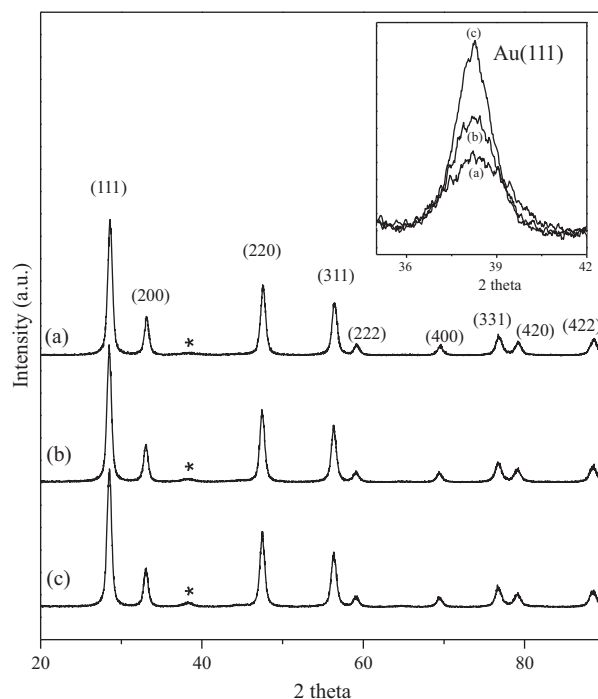 (c)
Au(111)
(b)
(a)
36 39 42
2 theta
(111)
(220)
(311)
(200)
(331)
(222) (400) (420) (422)
(a) *
(b) *
(c) *
Intensity (a.u.)
20 40 60 80
2 theta